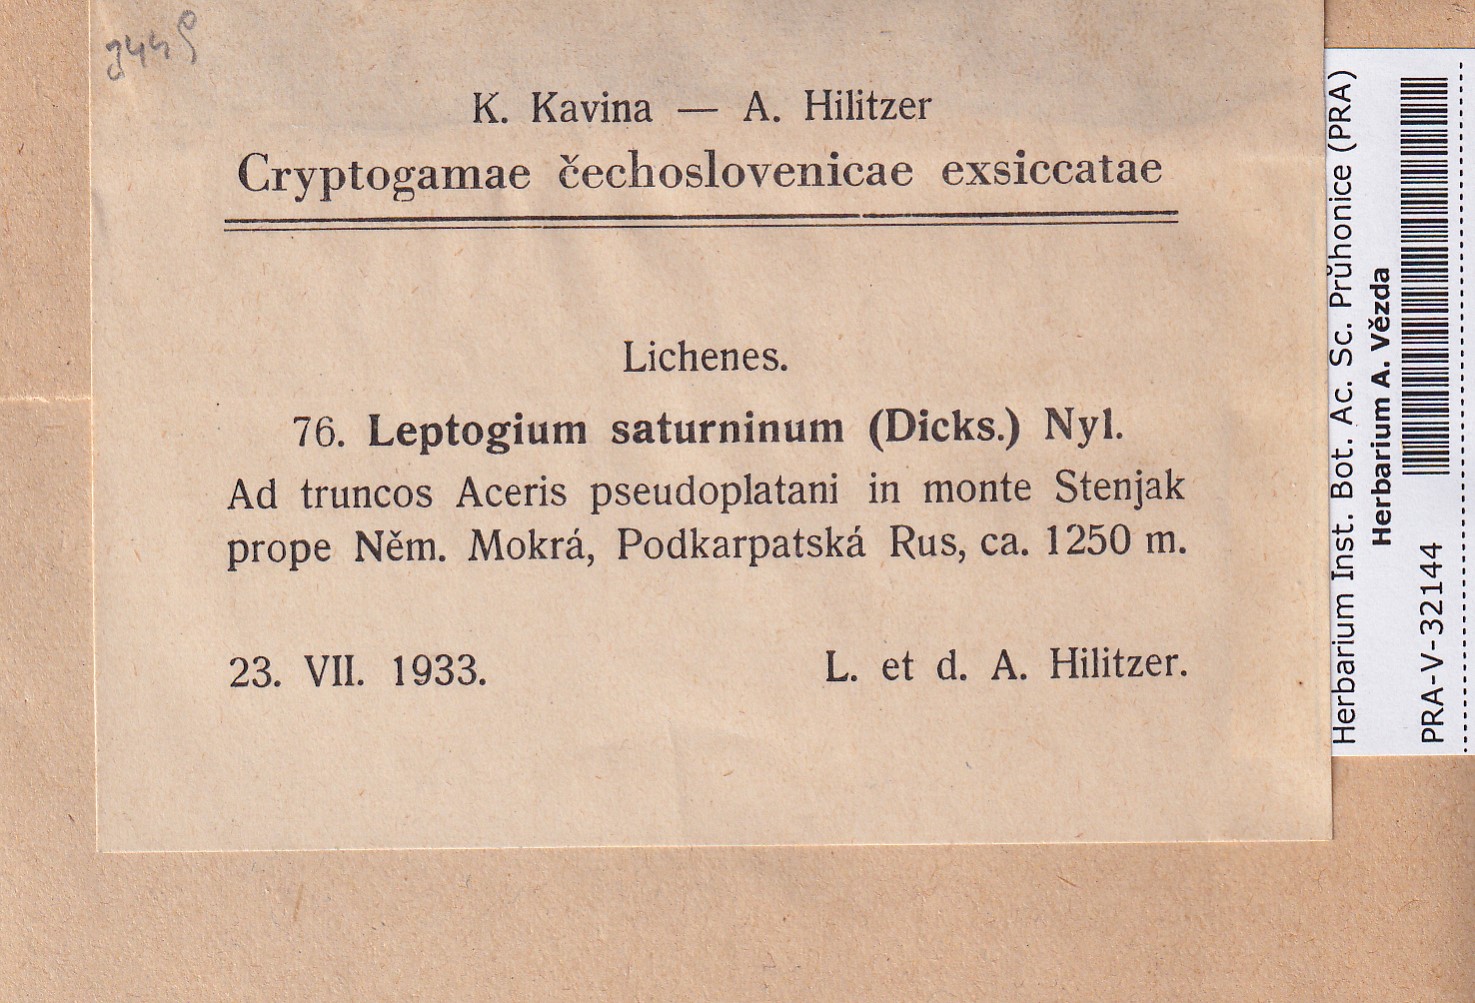 K. Kavina — A. Hilitzer
Cryptogamae čechoslovenicae exsiccatae
Lichenes.
76. Leptogium saturninum (Dicks.) Nyl.
Ad truncos Aceris pseudoplatani in monte Stenjak
prope Něm. Mokrá, Podkarpatská Rus, ca. 1250 m.
23. VII. 1933.
L. et d. A. Hilitzer.
Herbarium Inst. Bot. Ac. Sc. Průhonice (PRA)
Herbarium A. Vězda
PRA-V-32144